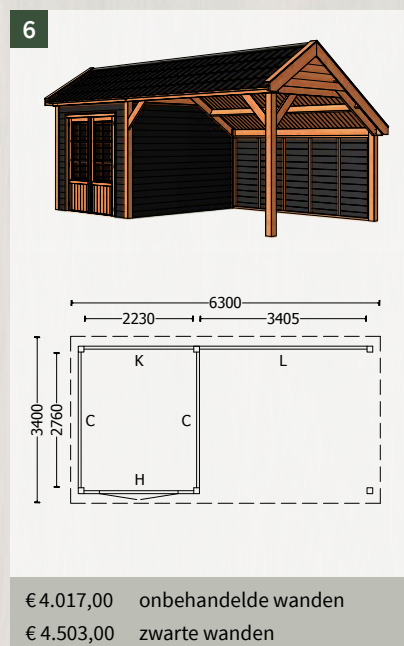 6
6300
2230 3405
K L
3400 2760 C C
H
€ 4.017,00 onbehandelde wanden
€ 4.503,00 zwarte wanden